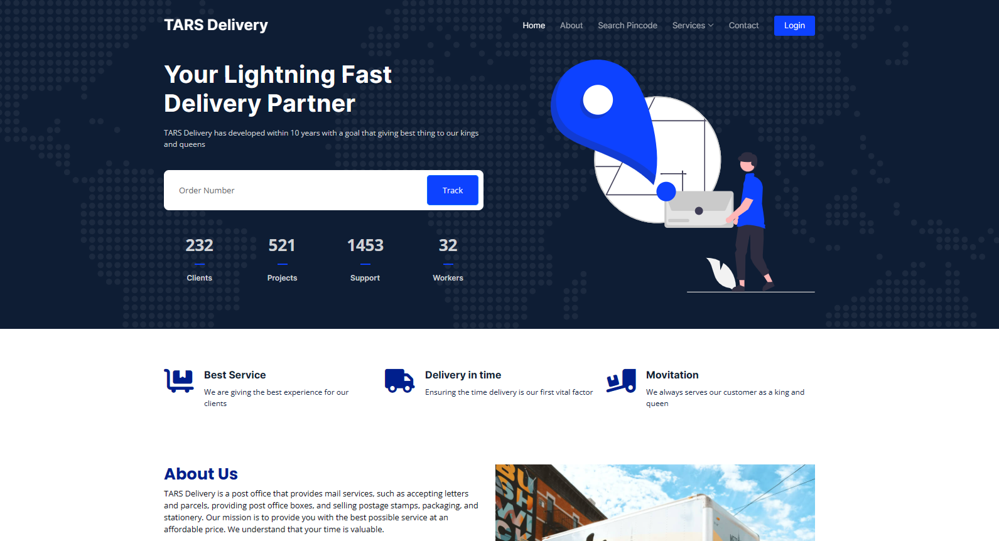 TARS Delivery
Home
About
Search Pincode
Services
Contact
Login
Your Lightning Fast
Delivery Partner
TARS Delivery has developed within 10 years with a goal that giving best thing to our kings
and queens
Order Number
Track
232
521
1453
32
Clients
Projects
Support
Workers
Best Service
We are giving the best experience for our
clients
Delivery in time
Ensuring the time delivery is our first vital factor
Movitation
We always serves our customer as a king and
queen
About Us
TARS Delivery is a post office that provides mail services, such as accepting letters
and parcels, providing post office boxes, and selling postage stamps, packaging, and
stationery. Our mission is to provide you with the best possible service at an
affordable price. We understand that your time is valuable.
BUSHWICK